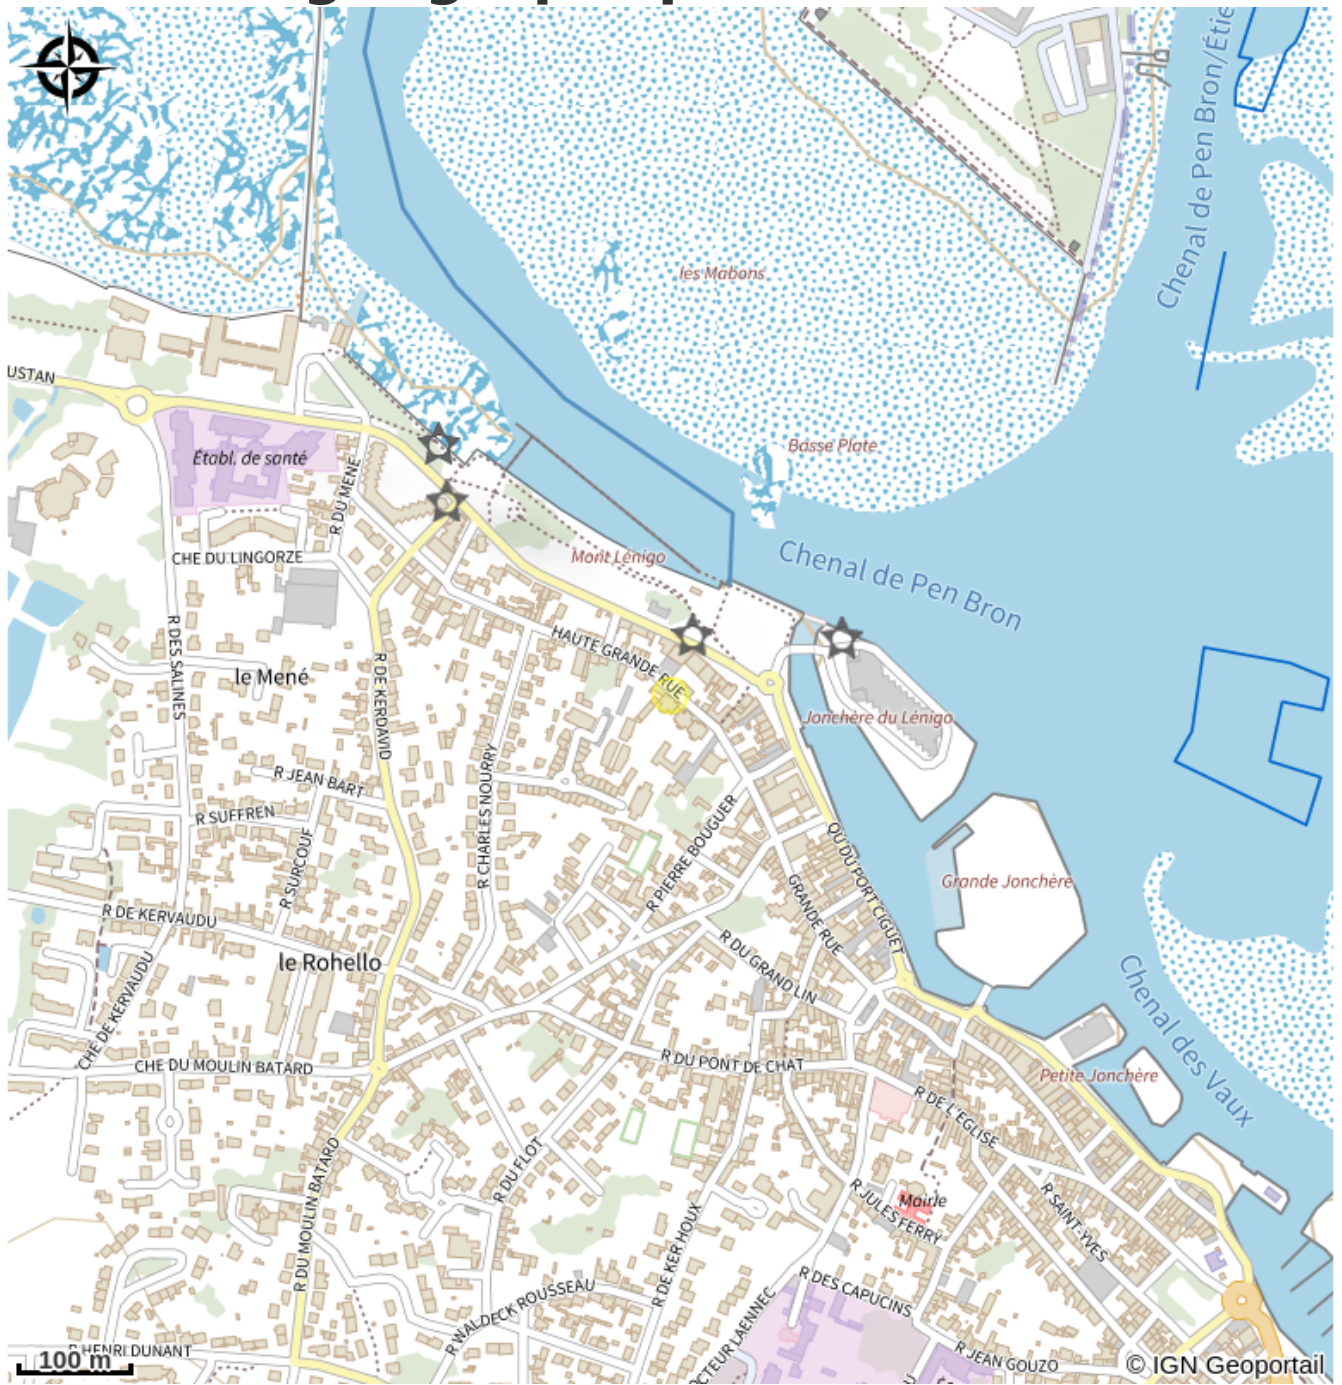 Chenal de Pen Bron/Étie
les Mabons
USTAN
Basse Plate
Établ. de santé
R DU MENE
CHE DU LINGORZE
Mont Lénigo
Chenal de Pen Bron
R DES SALINES
HAUTE GRANDE RUE
le Mené
R DE KERDAVID
Jonchère du Lénigo
R JEAN BART
R CHARLES NOURRY
R SUFFREN
R SURCOUF
R PIERRE BOUGUER
QU DU PORT CIGUET
GRANDE RUE
Grande Jonchère
R DE KERVAUDU
R DU GRAND LIN
le Rohello
CHE DE KERVAUDU
Chenal des Vaux
CHE DU MOULIN BATARD
R DU PONT DE CHAT
Petite Jonchère
R DE L'EGLISE
R DU MOULIN BATARD
R DU FLOT
R JULES FERRY
Mairie
R SAINT-YVES
R DE KER HOUX
R DES CAPUCINS
R WALDECK ROUSSEAU
OCTEUR LAENNEC
R HENRI DUNANT
R JEAN GOUZO
100 m
© IGN Geoportail